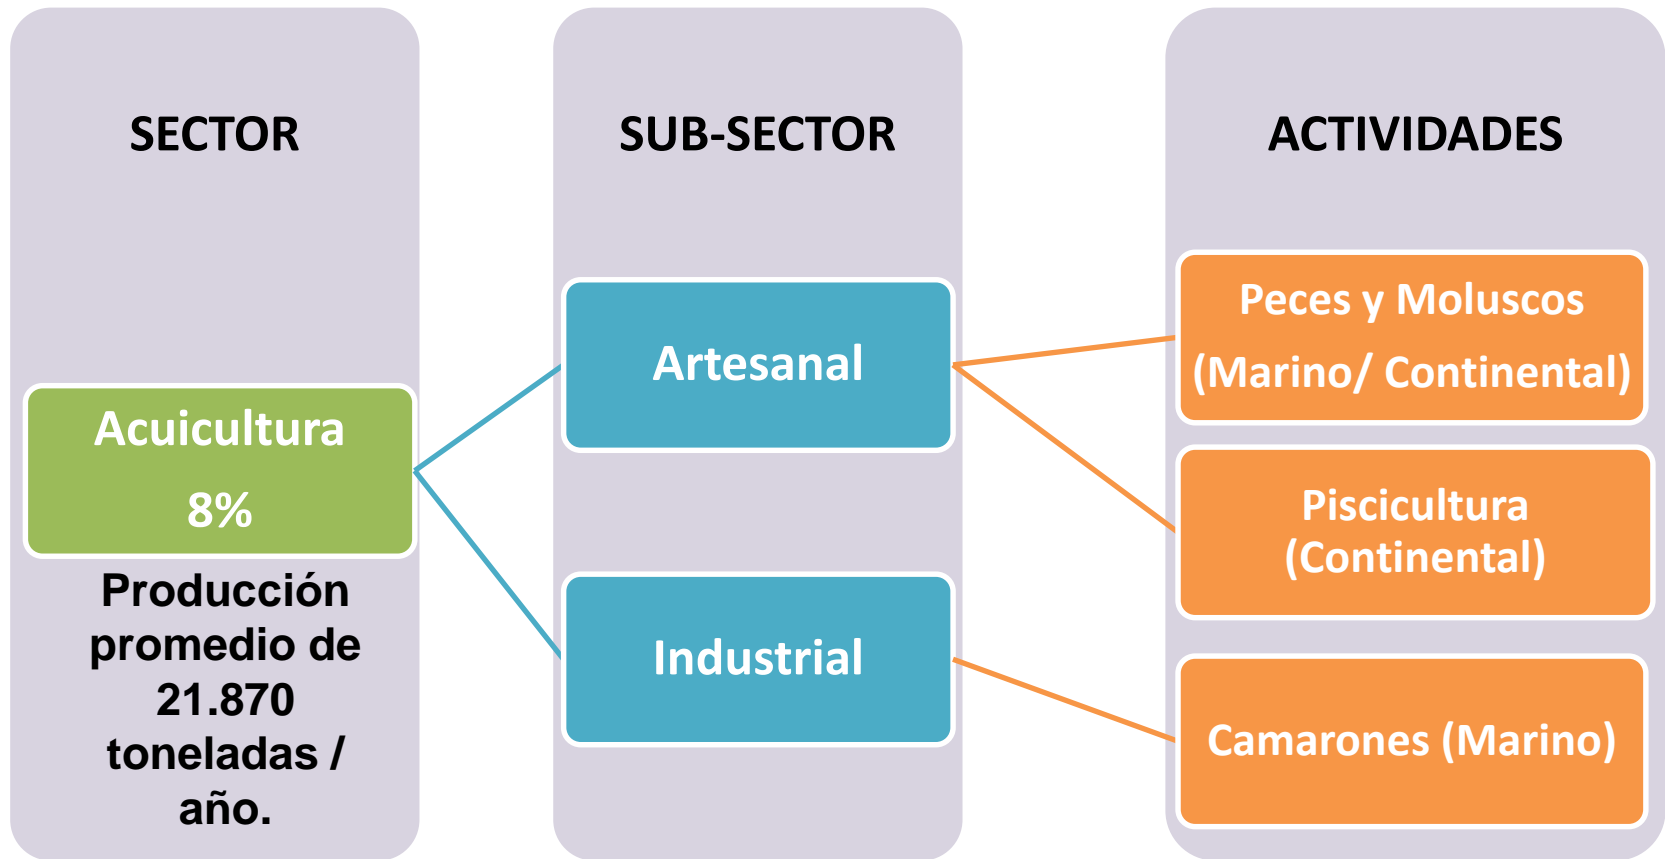 SECTOR
Acuicultura
8%
Producción
promedio de
21.870
toneladas /
año.
SUB-SECTOR
Artesanal
Industrial
ACTIVIDADES
Peces y Moluscos
(Marino/ Continental)
Piscicultura
(Continental)
Camarones (Marino)